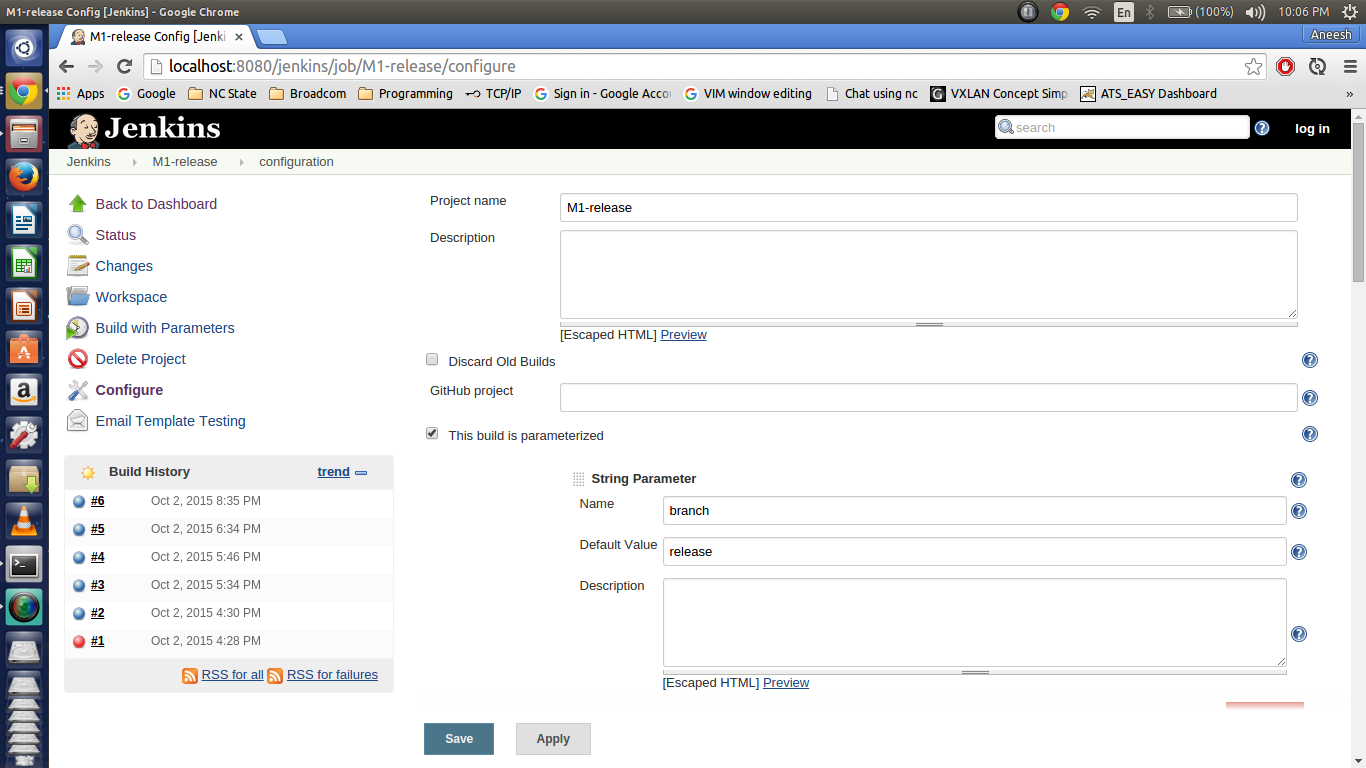 M1-release Config [Jenkins] - Google Chrome
En
(100%)
10:06 PM
M1-release Config [Jenki
Aneesh
localhost:8080/jenkins/job/M1-release/configure
Apps Google NC State Broadcom Programming TCP/IP Sign in - Google Acco VIM window editing Chat using nc VXLAN Concept Simp ATS_EASY Dashboard »
Jenkins
search
log in
Jenkins M1-release configuration
Back to Dashboard
Status
Changes
Workspace
Build with Parameters
Delete Project
Configure
Email Template Testing
Build History trend
#6 Oct 2, 2015 8:35 PM
#5 Oct 2, 2015 6:34 PM
#4 Oct 2, 2015 5:46 PM
#3 Oct 2, 2015 5:34 PM
#2 Oct 2, 2015 4:30 PM
#1 Oct 2, 2015 4:28 PM
RSS for all RSS for failures
Project name M1-release
Description
[Escaped HTML] Preview
Discard Old Builds
GitHub project
This build is parameterized
String Parameter
Name branch
Default Value release
Description
[Escaped HTML] Preview
Save Apply